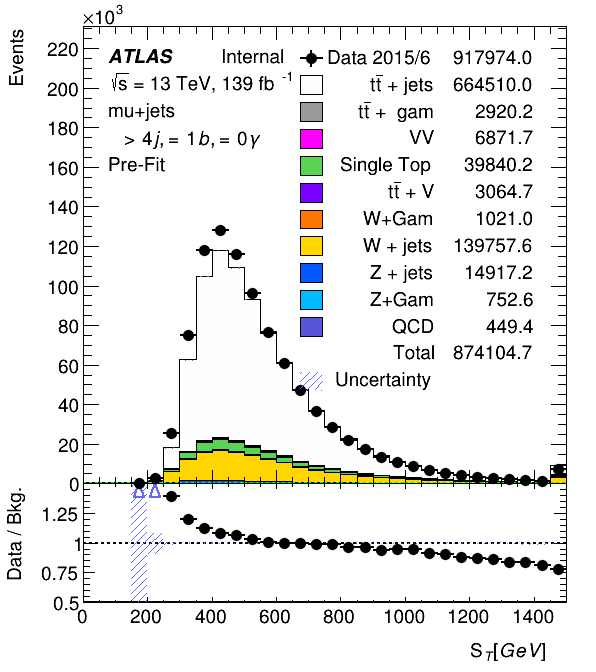 ×10³
Events
220
200
180
160
140
120
100
80
60
40
20
0
ATLAS Internal
√s = 13 TeV, 139 fb⁻¹
mu+jets
> 4j, = 1b, = 0γ
Pre-Fit
Data 2015/6 917974.0
tt̄ + jets 664510.0
tt̄ + gam 2920.2
VV 6871.7
Single Top 39840.2
tt̄ + V 3064.7
W+Gam 1021.0
W + jets 139757.6
Z + jets 14917.2
Z+Gam 752.6
QCD 449.4
Total 874104.7
Uncertainty
Data / Bkg.
1.25
1
0.75
0.5
0 200 400 600 800 1000 1200 1400
S_T[GeV]